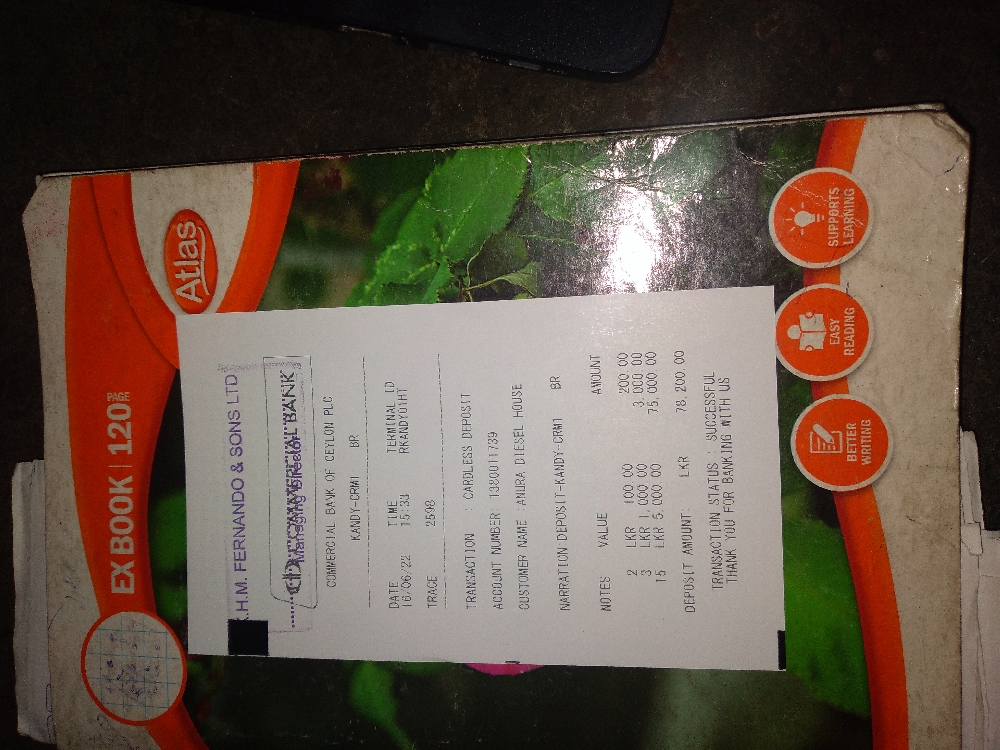 Atlas
EX BOOK | 120 PAGE
.H.M. FERNANDO & SONS LTD
COMMERCIAL BANK
Managing Director
COMMERCIAL BANK OF CEYLON PLC
KANDY-CRM1 BR
DATE TIME TERMINAL ID
16/06/22 15:33 RKANDY01HT
TRACE 2598
TRANSACTION : CARDLESS DEPOSIT
ACCOUNT NUMBER : 1380011739
CUSTOMER NAME : ANURA DIESEL HOUSE
NARRATION DEPOSIT-KANDY-CRM1 BR
NOTES VALUE AMOUNT
2 LKR 100.00 200.00
3 LKR 1,000.00 3,000.00
15 LKR 5,000.00 75,000.00
DEPOSIT AMOUNT LKR 78,200.00
TRANSACTION STATUS : SUCCESSFUL
THANK YOU FOR BANKING WITH US
SUPPORTS
LEARNING
EASY
READING
BETTER
WRITING